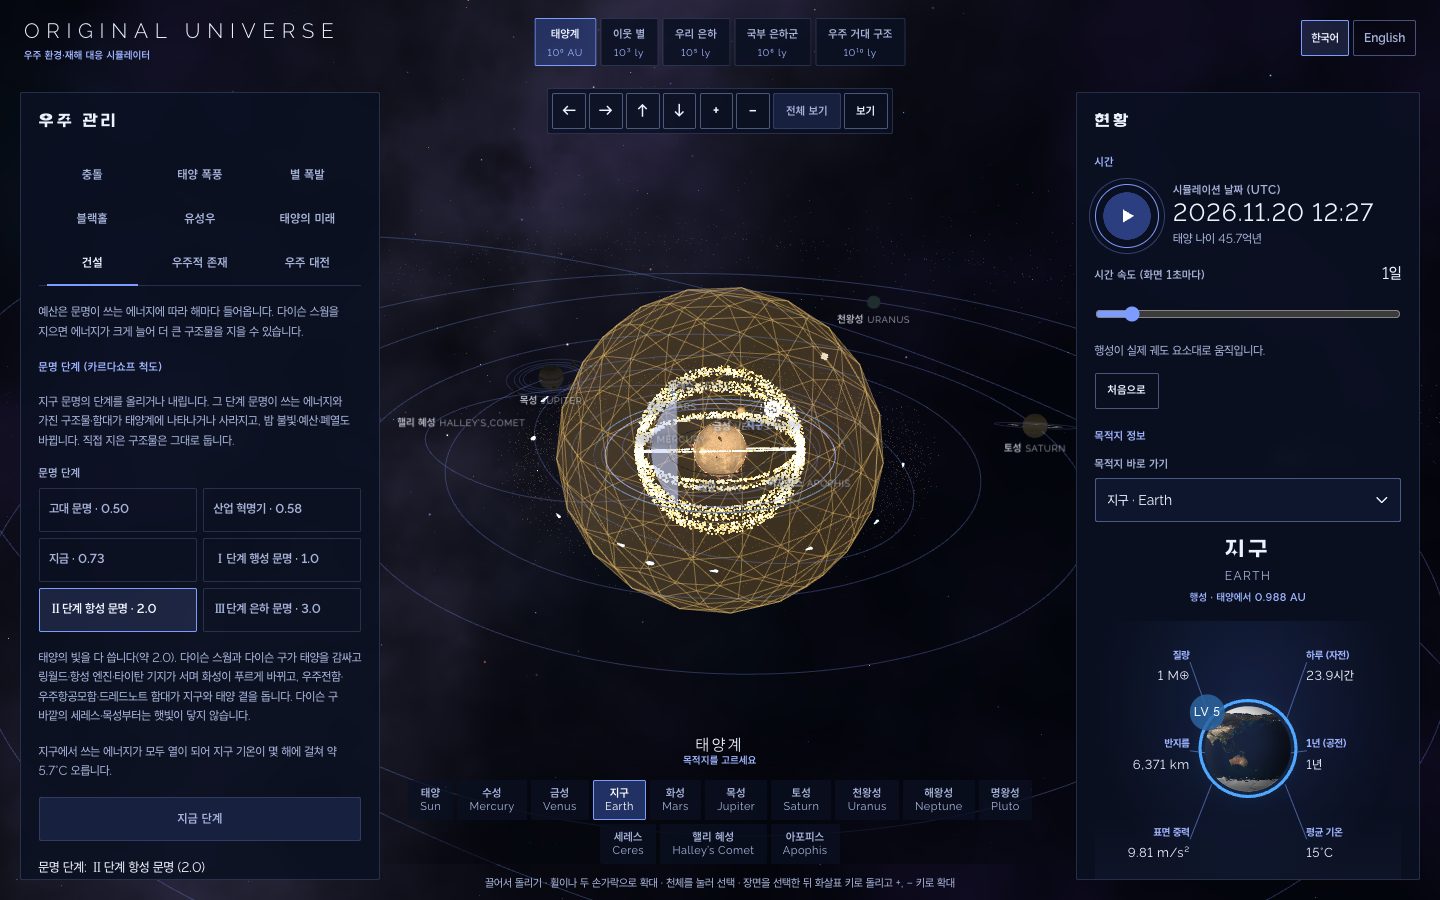 ORIGINAL UNIVERSE
우주 환경·재해 대응 시뮬레이터
태양계
10⁰ AU
이웃 별
10³ ly
우리 은하
10⁵ ly
국부 은하군
10⁶ ly
우주 거대 구조
10¹⁰ ly
한국어
English
← → ↑ ↓ + − 전체 보기 보기
우주 관리
충돌 태양 폭풍 별 폭발
블랙홀 유성우 태양의 미래
건설 우주적 존재 우주 대전
예산은 문명이 쓰는 에너지에 따라 해마다 들어옵니다. 다이슨 스웜을
지으면 에너지가 크게 늘어 더 큰 구조물을 지을 수 있습니다.
문명 단계 (카르다쇼프 척도)
지구 문명의 단계를 올리거나 내립니다. 그 단계 문명이 쓰는 에너지와
가진 구조물·함대가 태양계에 나타나거나 사라지고, 밤 불빛·예산·폐열도
바뀝니다. 직접 지은 구조물은 그대로 둡니다.
문명 단계
고대 문명 · 0.50
산업 혁명기 · 0.58
지금 · 0.73
Ⅰ단계 행성 문명 · 1.0
Ⅱ단계 항성 문명 · 2.0
Ⅲ단계 은하 문명 · 3.0
태양의 빛을 다 씁니다(약 2.0). 다이슨 스웜과 다이슨 구가 태양을 감싸고
링월드·항성 엔진·타이탄 기지가 서며 화성이 푸르게 바뀌고, 우주전함·
우주항공모함·드레드노트 함대가 지구와 태양 곁을 돕니다. 다이슨 구
바깥의 세레스·목성부터는 햇빛이 닿지 않습니다.
지구에서 쓰는 에너지가 모두 열이 되어 지구 기온이 몇 해에 걸쳐 약
5.7°C 오릅니다.
지금 단계
문명 단계: Ⅱ단계 항성 문명 (2.0)
천왕성 URANUS
목성 JUPITER
핼리 혜성 HALLEY'S COMET
토성 SATURN
APOPHIS
태양계
목적지를 고르세요
태양
Sun
수성
Mercury
금성
Venus
지구
Earth
화성
Mars
목성
Jupiter
토성
Saturn
천왕성
Uranus
해왕성
Neptune
명왕성
Pluto
세레스
Ceres
핼리 혜성
Halley's Comet
아포피스
Apophis
끌어서 돌리기 · 휠이나 두 손가락으로 확대 · 천체를 눌러 선택 · 장면을 선택한 뒤 화살표 키로 돌리고 +, − 키로 확대
현황
시간
시뮬레이션 날짜 (UTC)
2026.11.20 12:27
태양 나이 45.7억년
시간 속도 (화면 1초마다) 1일
행성이 실제 궤도 요소대로 움직입니다.
처음으로
목적지 정보
목적지 바로 가기
지구 · Earth
지구
EARTH
행성 · 태양에서 0.988 AU
질량
1 M⊕
하루 (자전)
23.9시간
LV 5
반지름
6,371 km
1년 (공전)
1년
표면 중력
9.81 m/s²
평균 기온
15°C